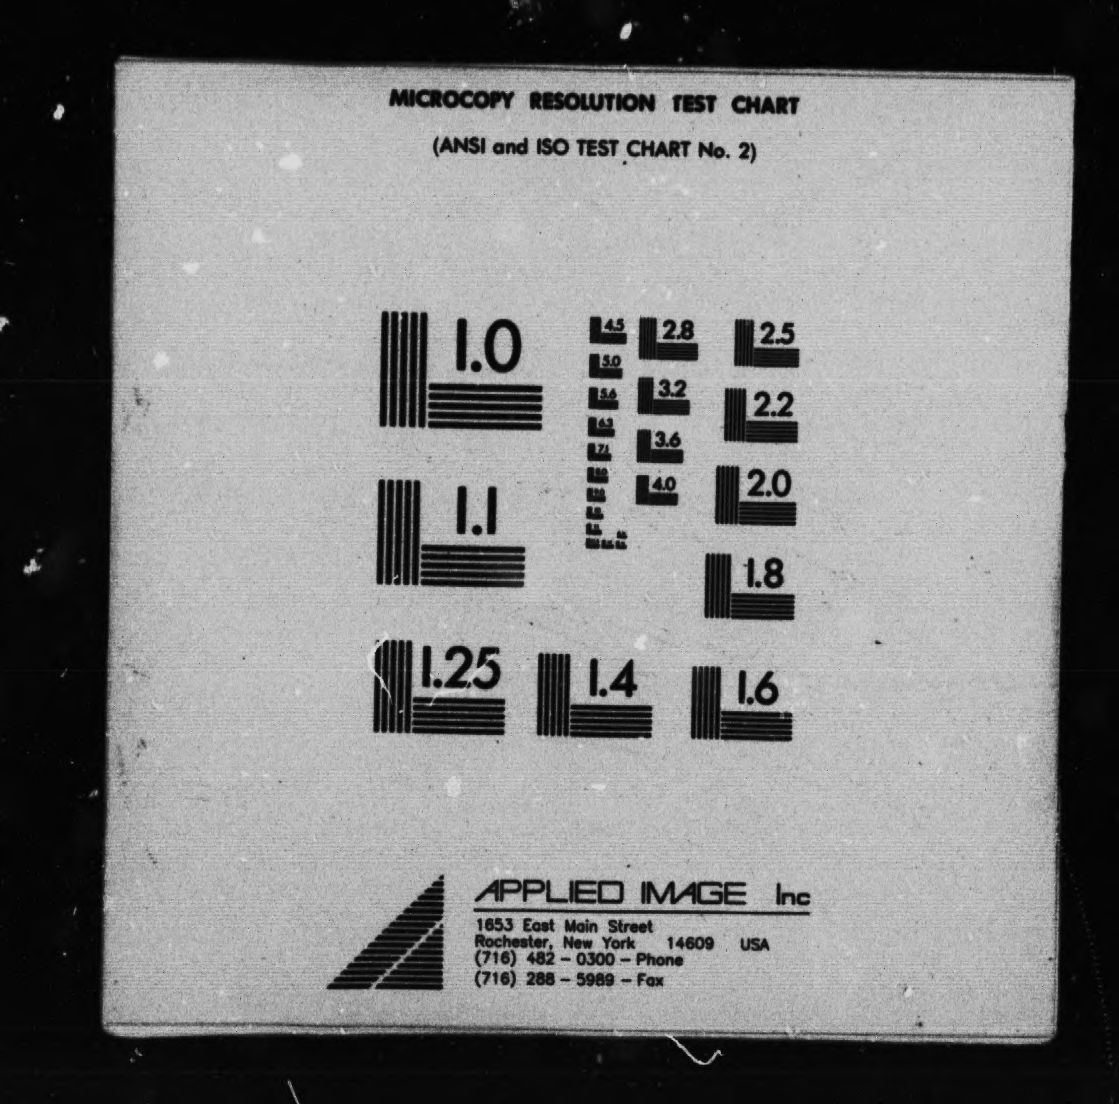 MICROCOPY RESOLUTION TEST CHART
(ANSI and ISO TEST CHART No. 2)
1.0
1.1
1.25
1.4
1.6
1.8
2.0
2.2
2.5
2.8
3.2
3.6
4.0
4.5
5.0
5.6
6.3
7.1
APPLIED IMAGE Inc
1653 East Main Street
Rochester, New York 14609 USA
(716) 482 - 0300 - Phone
(716) 288 - 5989 - Fax